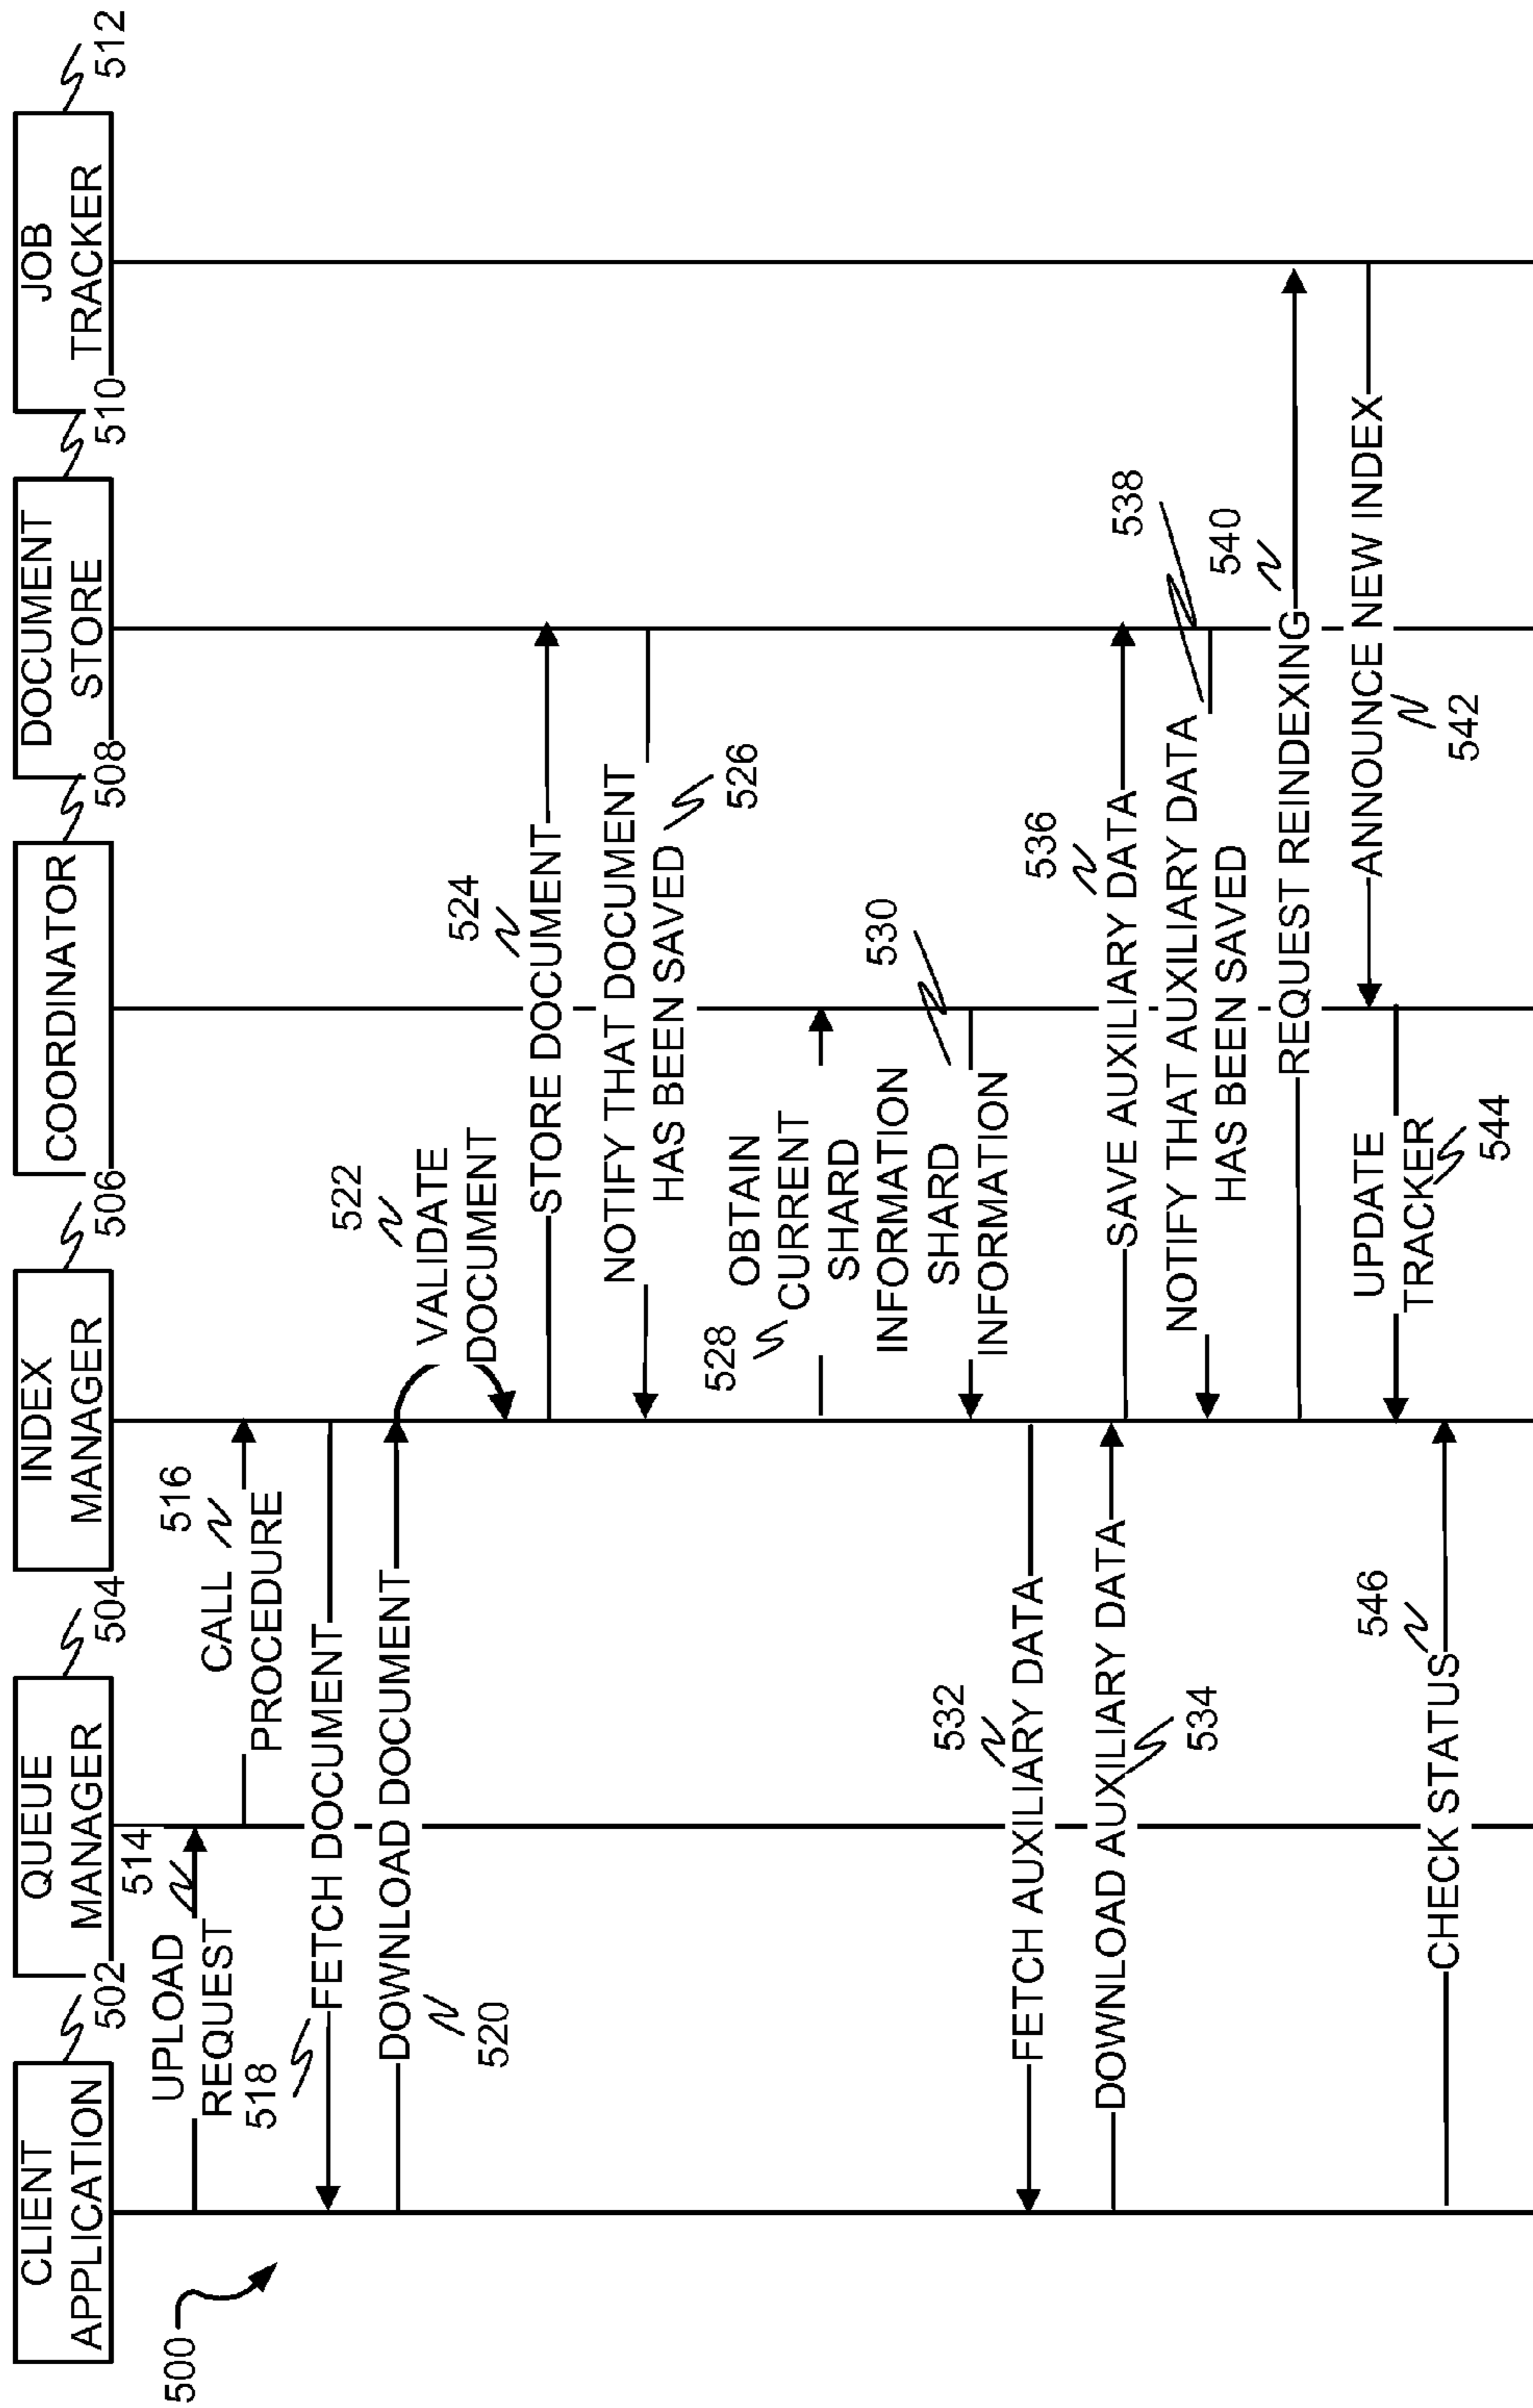 CLIENT
APPLICATION
502
QUEUE
MANAGER
504
INDEX
MANAGER
506
COORDINATOR
508
DOCUMENT
STORE
510
JOB
TRACKER
512
500
UPLOAD
REQUEST
514
CALL
PROCEDURE
516
518
FETCH DOCUMENT
DOWNLOAD DOCUMENT
520
522
VALIDATE
DOCUMENT
524
STORE DOCUMENT
NOTIFY THAT DOCUMENT
HAS BEEN SAVED
526
528
OBTAIN
CURRENT
SHARD
INFORMATION
530
SHARD
INFORMATION
532
FETCH AUXILIARY DATA
DOWNLOAD AUXILIARY DATA
534
536
SAVE AUXILIARY DATA
NOTIFY THAT AUXILIARY DATA
HAS BEEN SAVED
538
540
REQUEST REINDEXING
ANNOUNCE NEW INDEX
542
UPDATE
TRACKER
544
546
CHECK STATUS